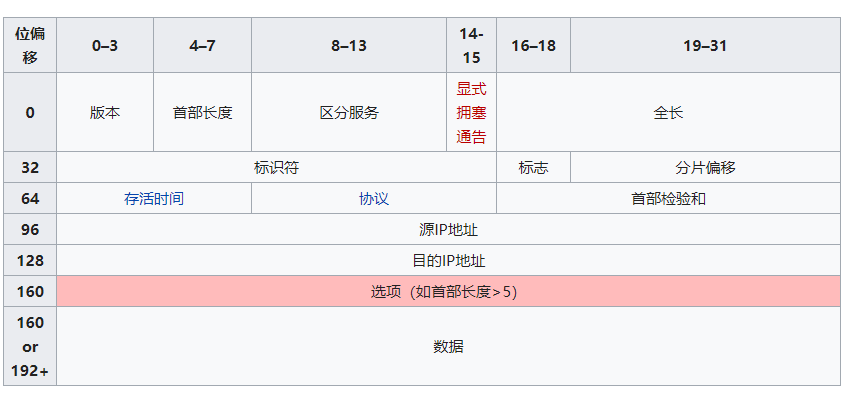 位偏移 0–3 4–7 8–13 14-15 16–18 19–31
0 版本 首部长度 区分服务 显式拥塞通告 全长
32 标识符 标志 分片偏移
64 存活时间 协议 首部检验和
96 源IP地址
128 目的IP地址
160 选项（如首部长度>5）
160 or 192+ 数据